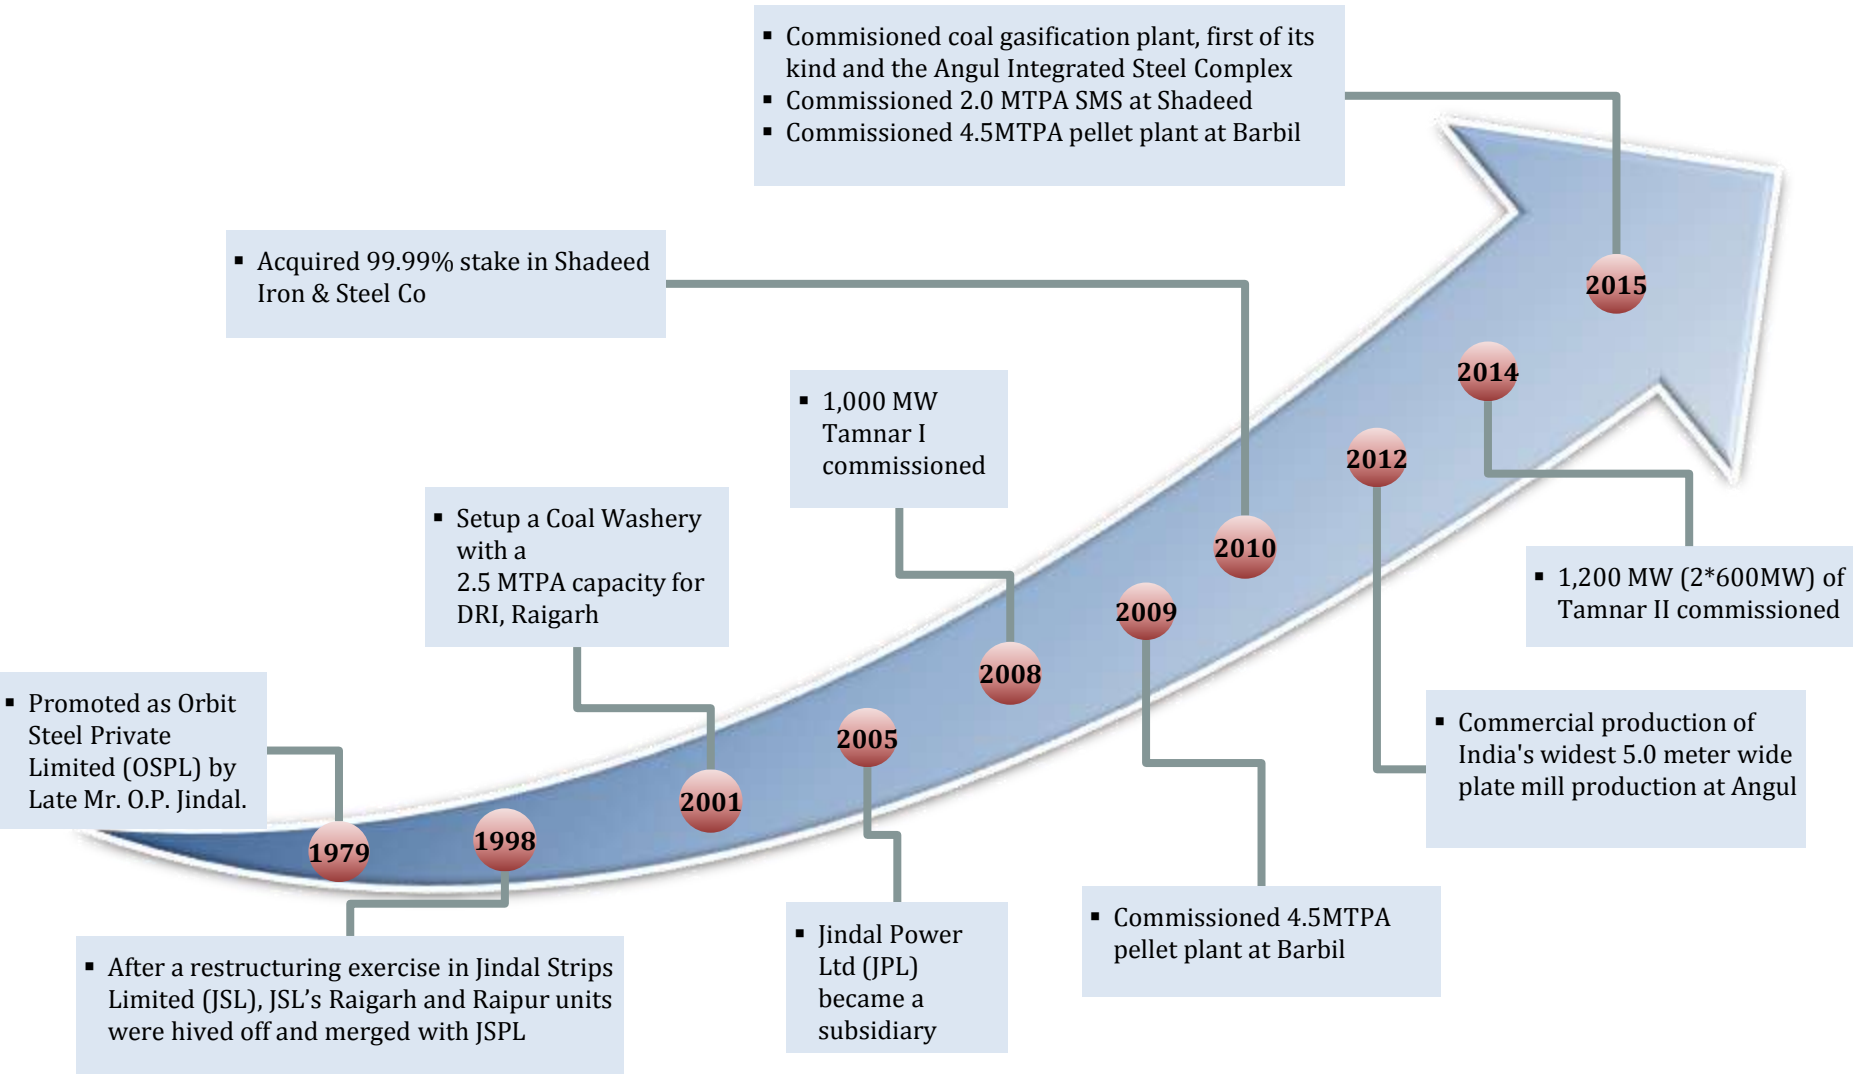 ▪ Commisioned coal gasification plant, first of its
kind and the Angul Integrated Steel Complex
▪ Commissioned 2.0 MTPA SMS at Shadeed
▪ Commissioned 4.5MTPA pellet plant at Barbil
▪ Acquired 99.99% stake in Shadeed
Iron & Steel Co
2015
2014
▪ 1,000 MW
Tamnar I
commissioned
2012
▪ Setup a Coal Washery
with a
2.5 MTPA capacity for
DRI, Raigarh
2010
▪ 1,200 MW (2*600MW) of
Tamnar II commissioned
2009
2008
▪ Promoted as Orbit
Steel Private
Limited (OSPL) by
Late Mr. O.P. Jindal.
2005
▪ Commercial production of
India's widest 5.0 meter wide
plate mill production at Angul
2001
1998
1979
▪ After a restructuring exercise in Jindal Strips
Limited (JSL), JSL’s Raigarh and Raipur units
were hived off and merged with JSPL
▪ Jindal Power
Ltd (JPL)
became a
subsidiary
▪ Commissioned 4.5MTPA
pellet plant at Barbil